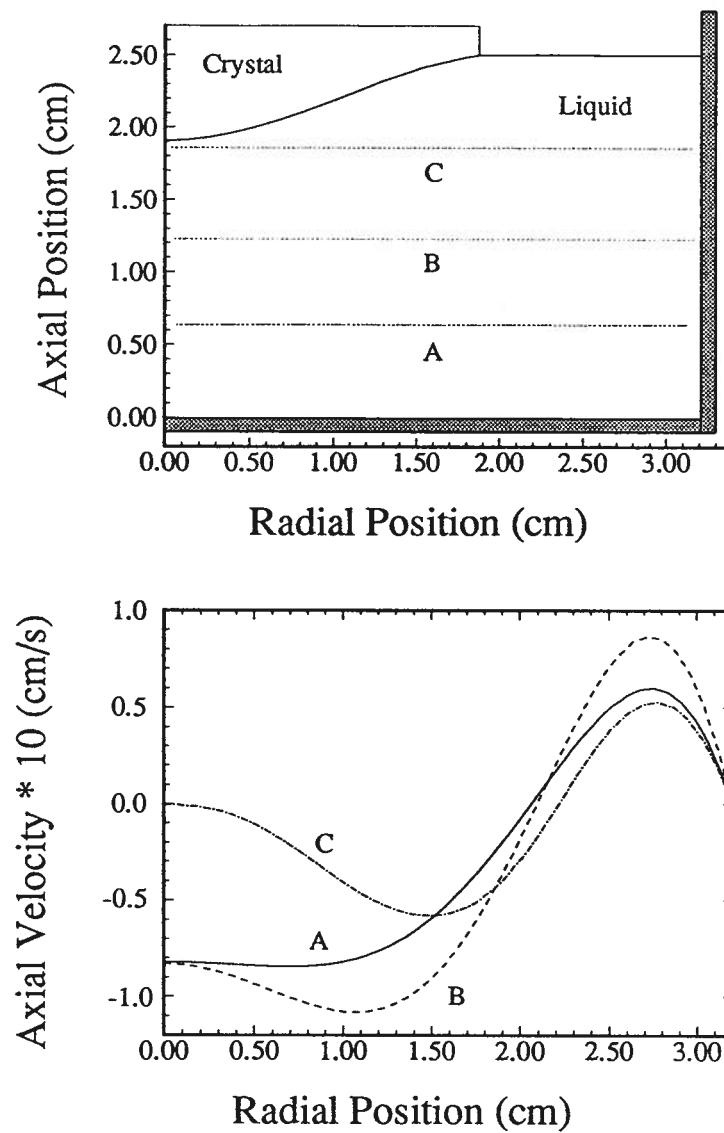 2.50
2.00
1.50
1.00
0.50
0.00
Axial Position (cm)
Crystal
Liquid
C
B
A
0.00 0.50 1.00 1.50 2.00 2.50 3.00
Radial Position (cm)
1.0
0.5
0.0
-0.5
-1.0
Axial Velocity * 10 (cm/s)
C
A
B
0.00 0.50 1.00 1.50 2.00 2.50 3.00
Radial Position (cm)